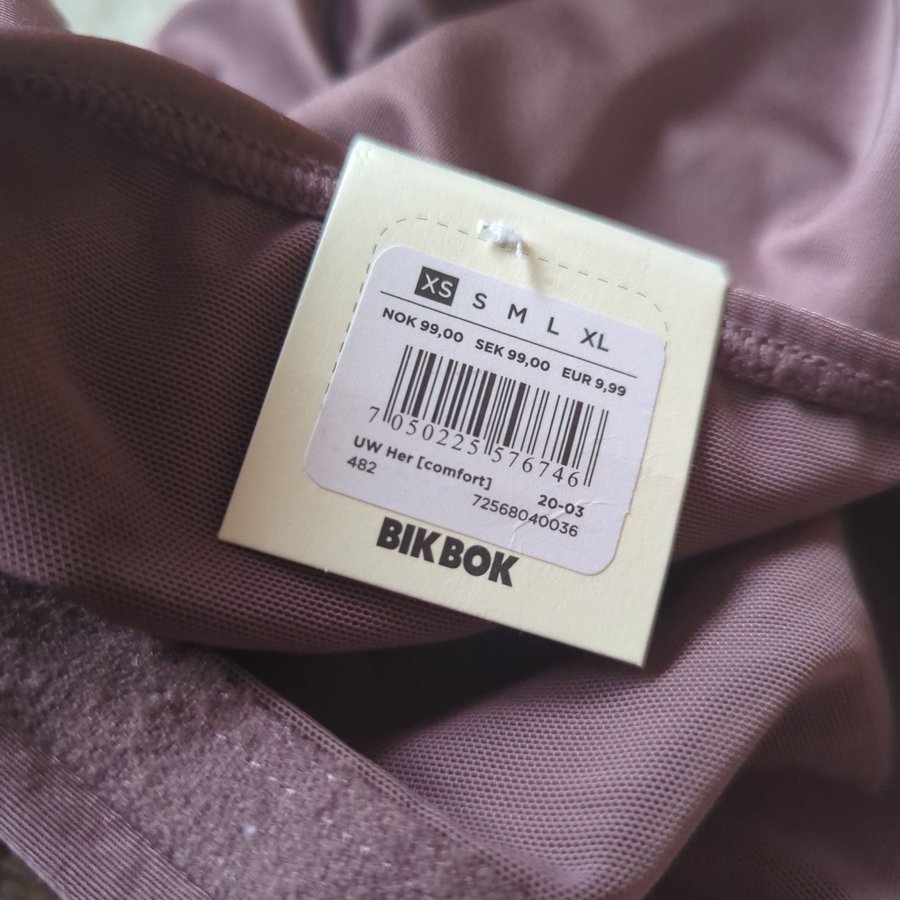 XS S M L XL
NOK 99,00 SEK 99,00 EUR 9,99
7 050225 576746
UW Her [comfort]
482 20-03
72568040036
BIK BOK